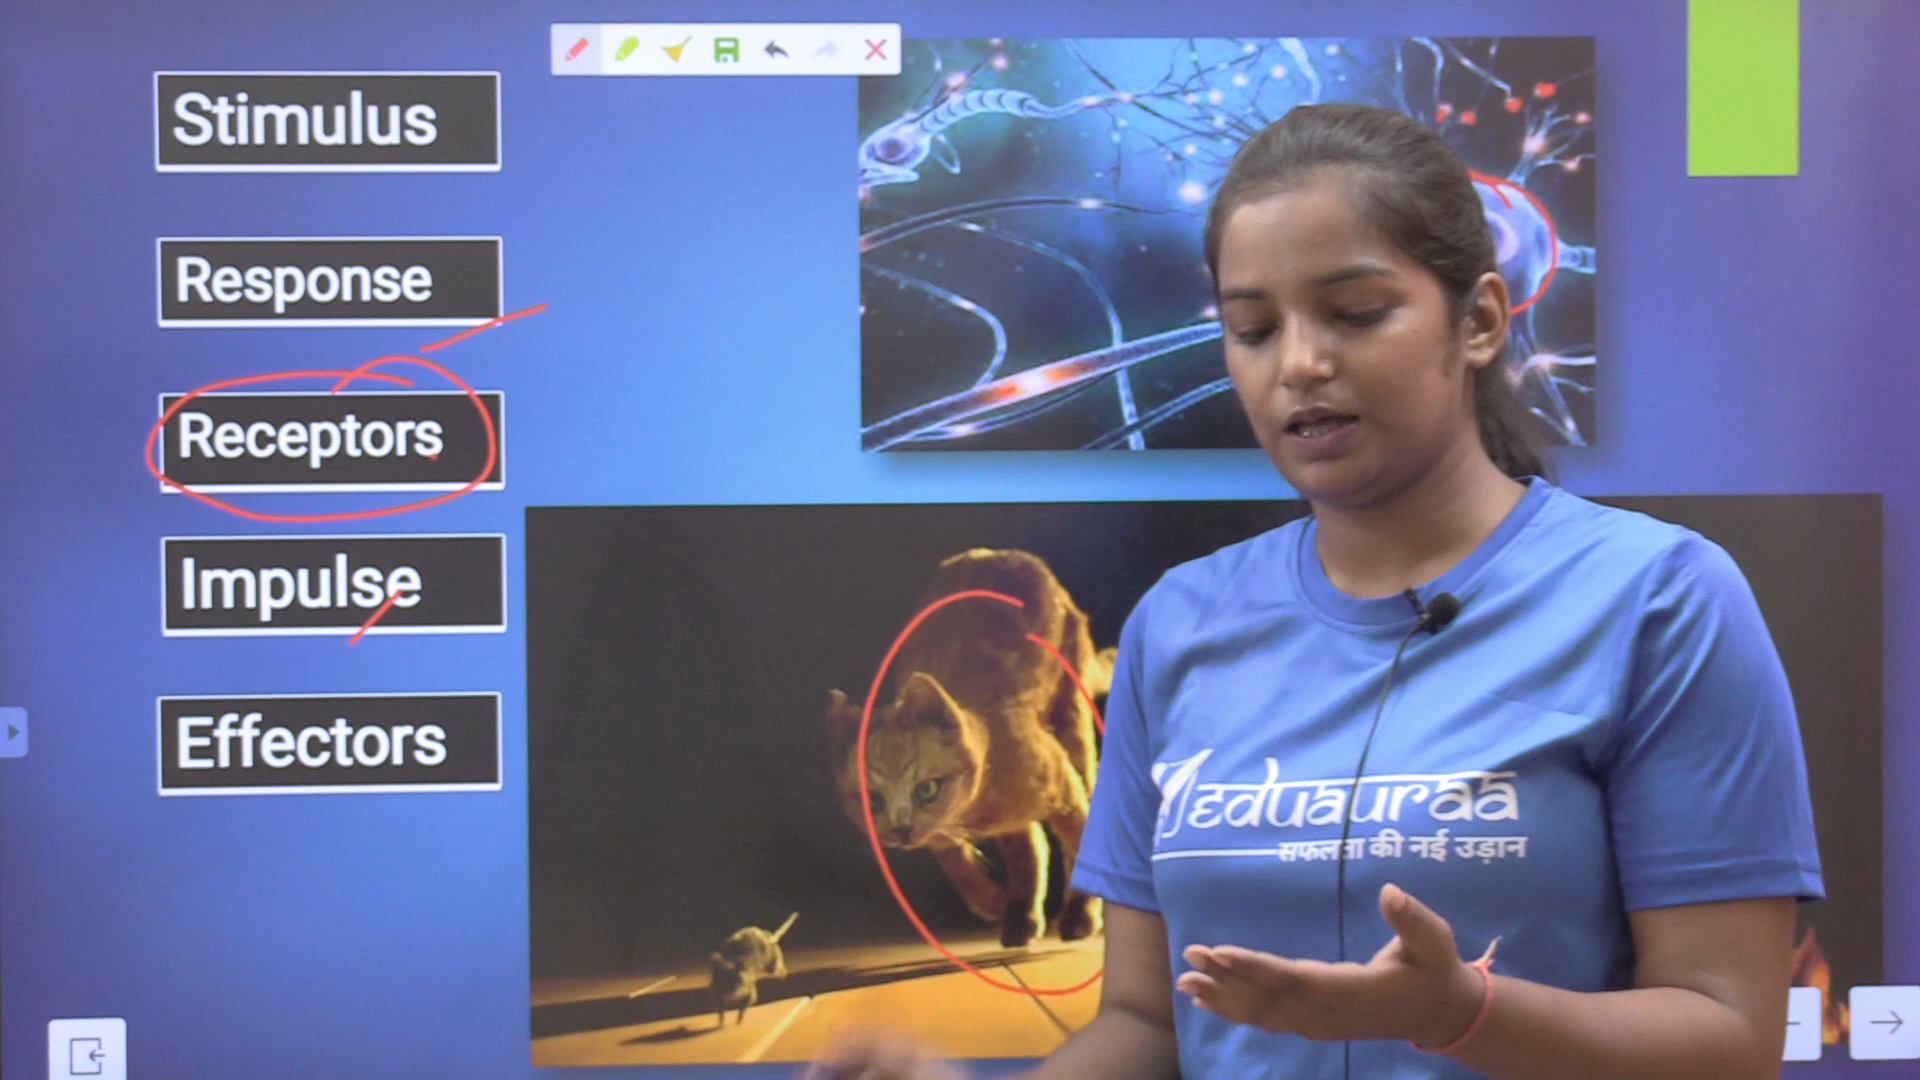 Stimulus
Response
Receptors
Impulse
Effectors
eduauraa
सफलता की नई उड़ान